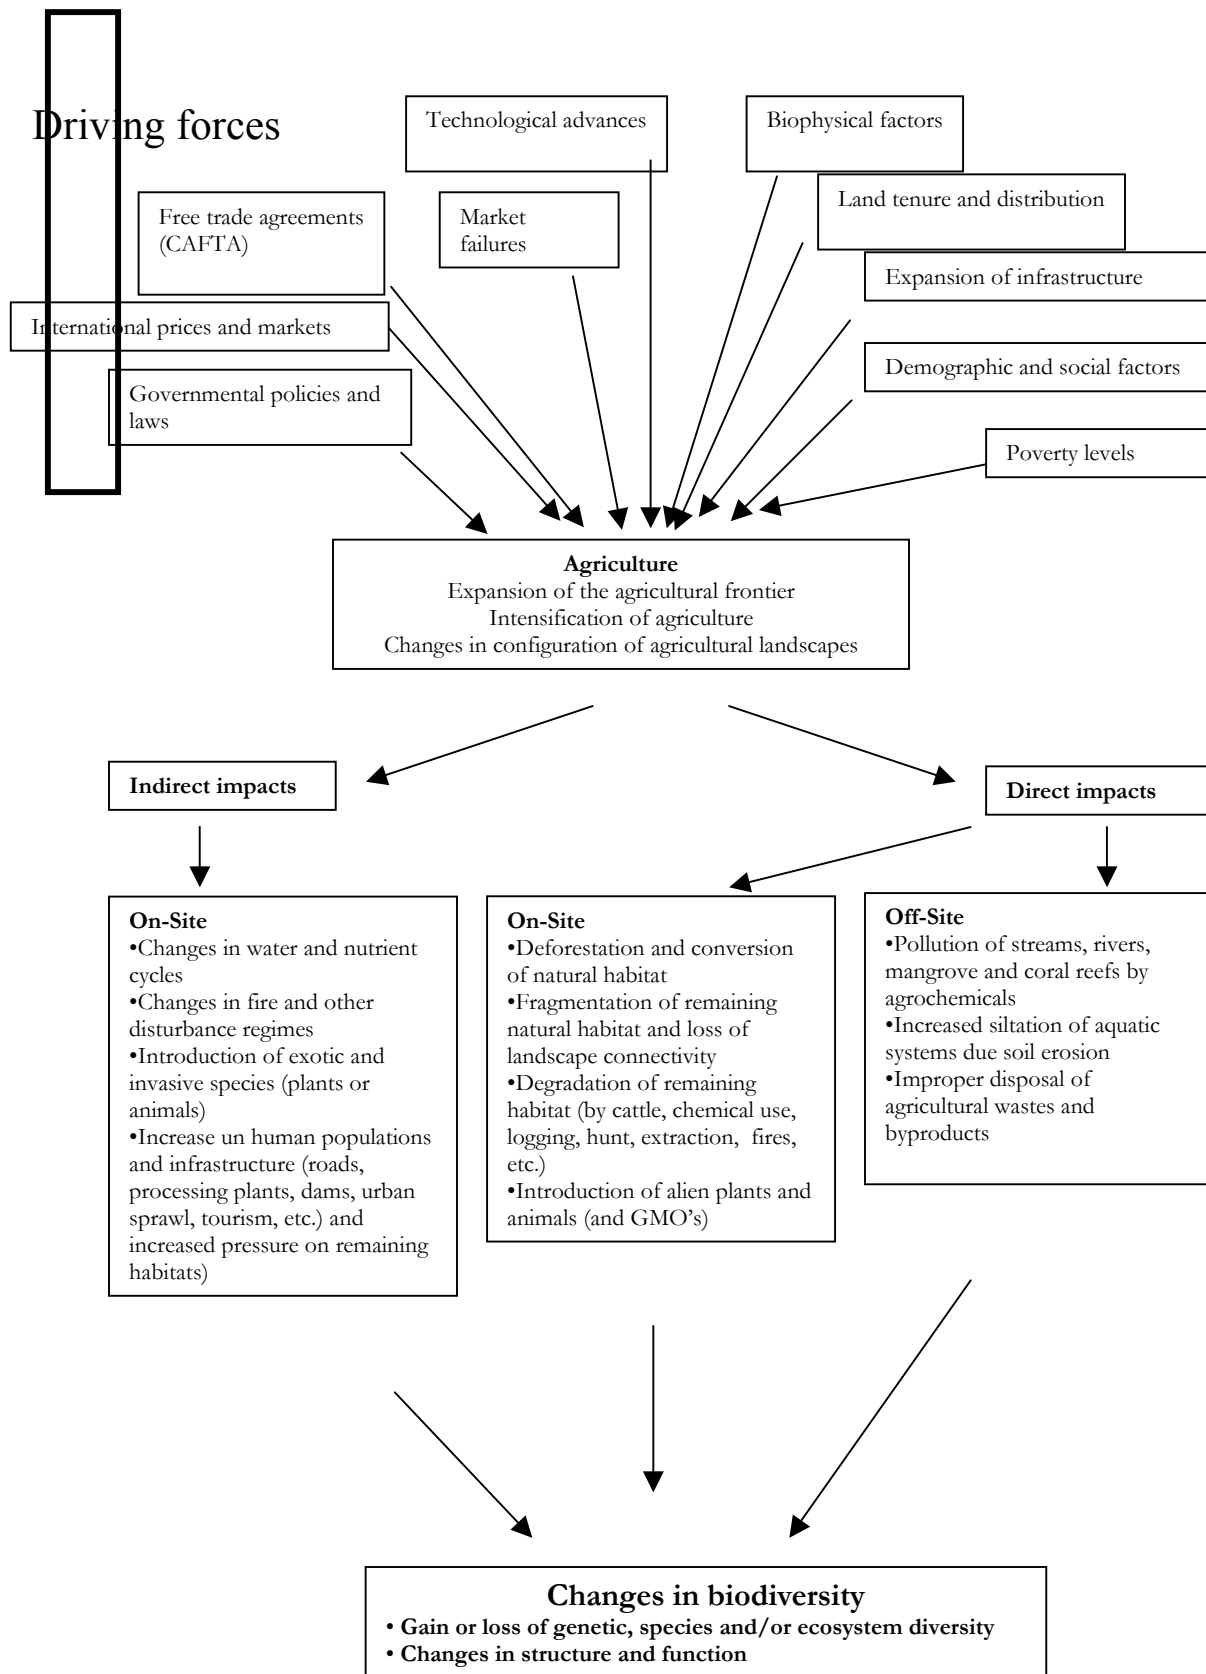 Driving forces
Technological advances
Biophysical factors
Free trade agreements
(CAFTA)
Market
failures
Land tenure and distribution
Expansion of infrastructure
International prices and markets
Demographic and social factors
Governmental policies and
laws
Poverty levels
Agriculture
Expansion of the agricultural frontier
Intensification of agriculture
Changes in configuration of agricultural landscapes
Indirect impacts
Direct impacts
On-Site
•Changes in water and nutrient
cycles
•Changes in fire and other
disturbance regimes
•Introduction of exotic and
invasive species (plants or
animals)
•Increase un human populations
and infrastructure (roads,
processing plants, dams, urban
sprawl, tourism, etc.) and
increased pressure on remaining
habitats)
On-Site
•Deforestation and conversion
of natural habitat
•Fragmentation of remaining
natural habitat and loss of
landscape connectivity
•Degradation of remaining
habitat (by cattle, chemical use,
logging, hunt, extraction, fires,
etc.)
•Introduction of alien plants and
animals (and GMO's)
Off-Site
•Pollution of streams, rivers,
mangrove and coral reefs by
agrochemicals
•Increased siltation of aquatic
systems due soil erosion
•Improper disposal of
agricultural wastes and
byproducts
Changes in biodiversity
• Gain or loss of genetic, species and/or ecosystem diversity
• Changes in structure and function